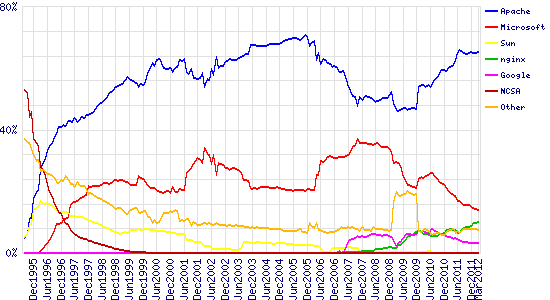 80%
40%
0%
Apache
Microsoft
Sun
nginx
Google
NCSA
Other
Dec1995
Jun1996
Dec1996
Jun1997
Dec1997
Jun1998
Dec1998
Jun1999
Dec1999
Jun2000
Dec2000
Jun2001
Dec2001
Jun2002
Dec2002
Jun2003
Dec2003
Jun2004
Dec2004
Jun2005
Dec2005
Jun2006
Dec2006
Jun2007
Dec2007
Jun2008
Dec2008
Jun2009
Dec2009
Jun2010
Dec2010
Jun2011
Dec2011
Mar2012